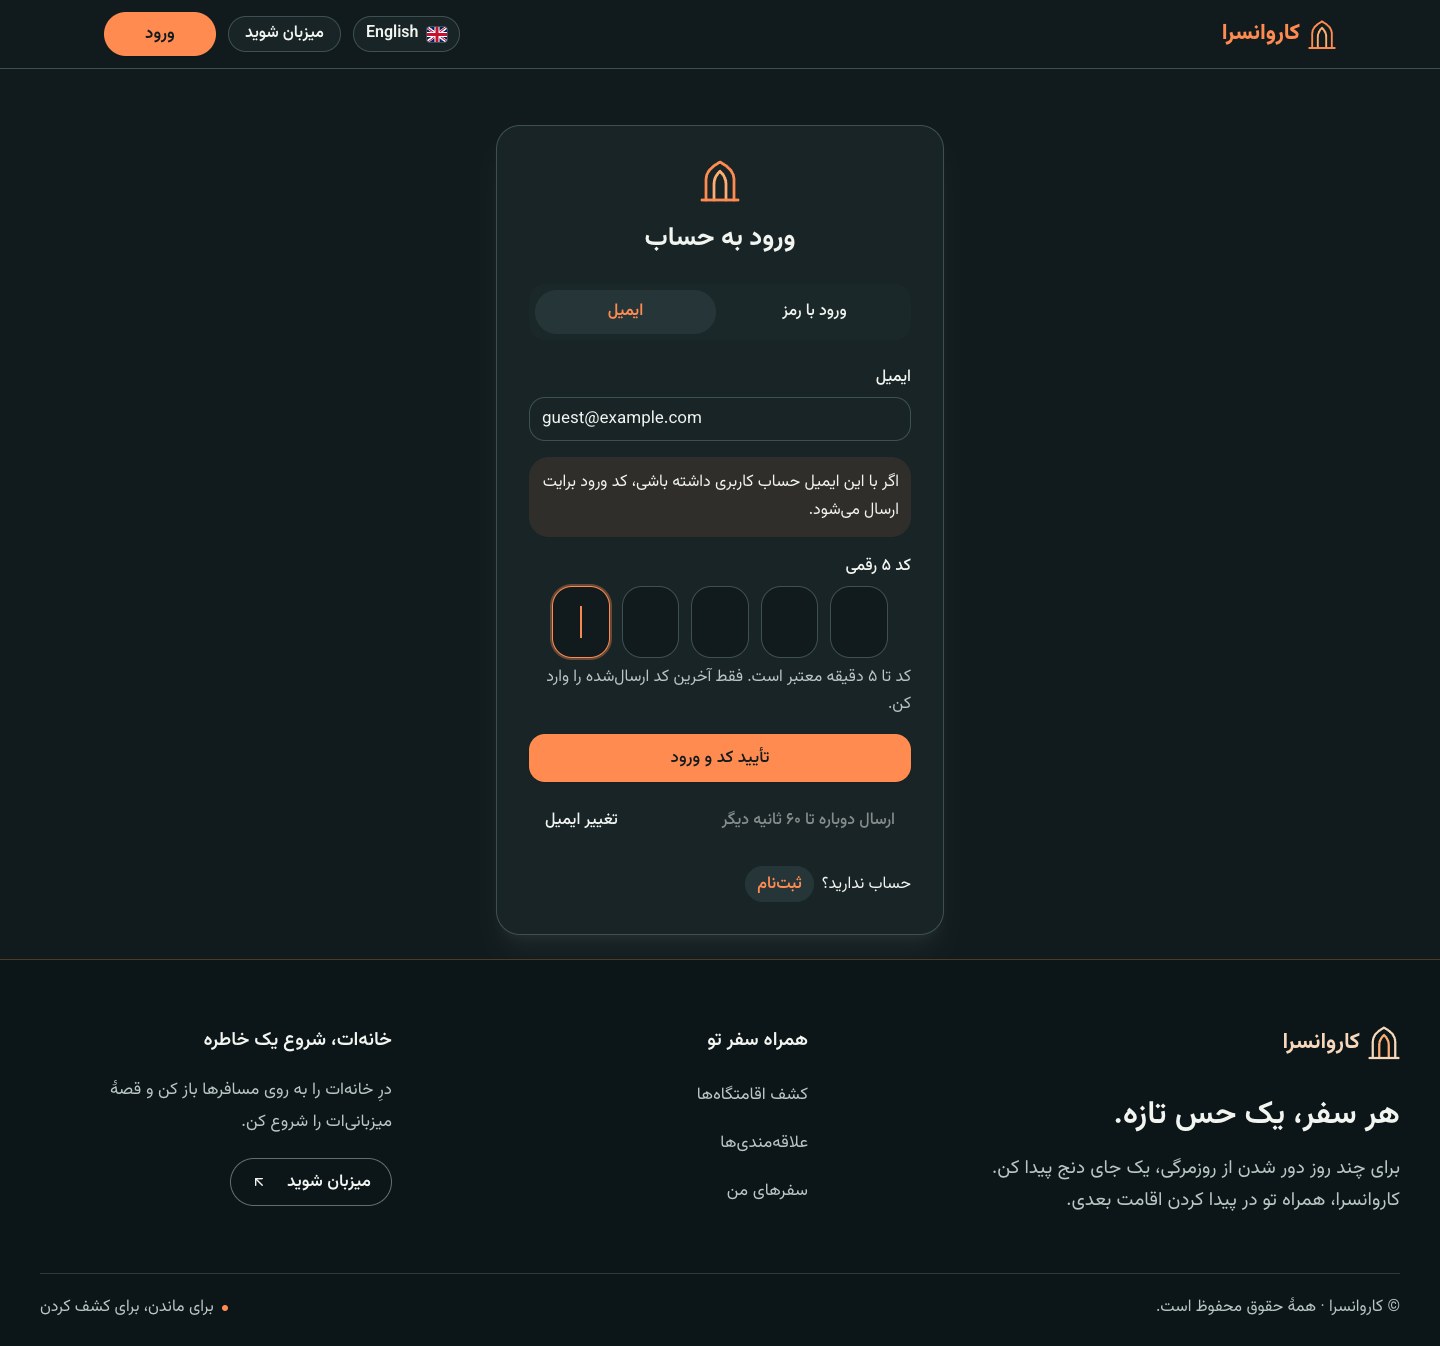 کاروانسرا
English
میزبان شوید
ورود
ورود به حساب
ورود با رمز
ایمیل
ایمیل
guest@example.com
اگر با این ایمیل حساب کاربری داشته باشی، کد ورود برایت
ارسال می‌شود.
کد ۵ رقمی
کد تا ۵ دقیقه معتبر است. فقط آخرین کد ارسال‌شده را وارد
کن.
تأیید کد و ورود
ارسال دوباره تا ۶۰ ثانیه دیگر
تغییر ایمیل
حساب ندارید؟ ثبت‌نام
کاروانسرا
هر سفر، یک حس تازه.
برای چند روز دور شدن از روزمرگی، یک جای دنج پیدا کن.
کاروانسرا، همراه تو در پیدا کردن اقامت بعدی.
همراه سفر تو
کشف اقامتگاه‌ها
علاقه‌مندی‌ها
سفرهای من
خانه‌ات، شروع یک خاطره
درِ خانه‌ات را به روی مسافرها باز کن و قصهٔ
میزبانی‌ات را شروع کن.
میزبان شوید
© کاروانسرا · همهٔ حقوق محفوظ است.
برای ماندن، برای کشف کردن